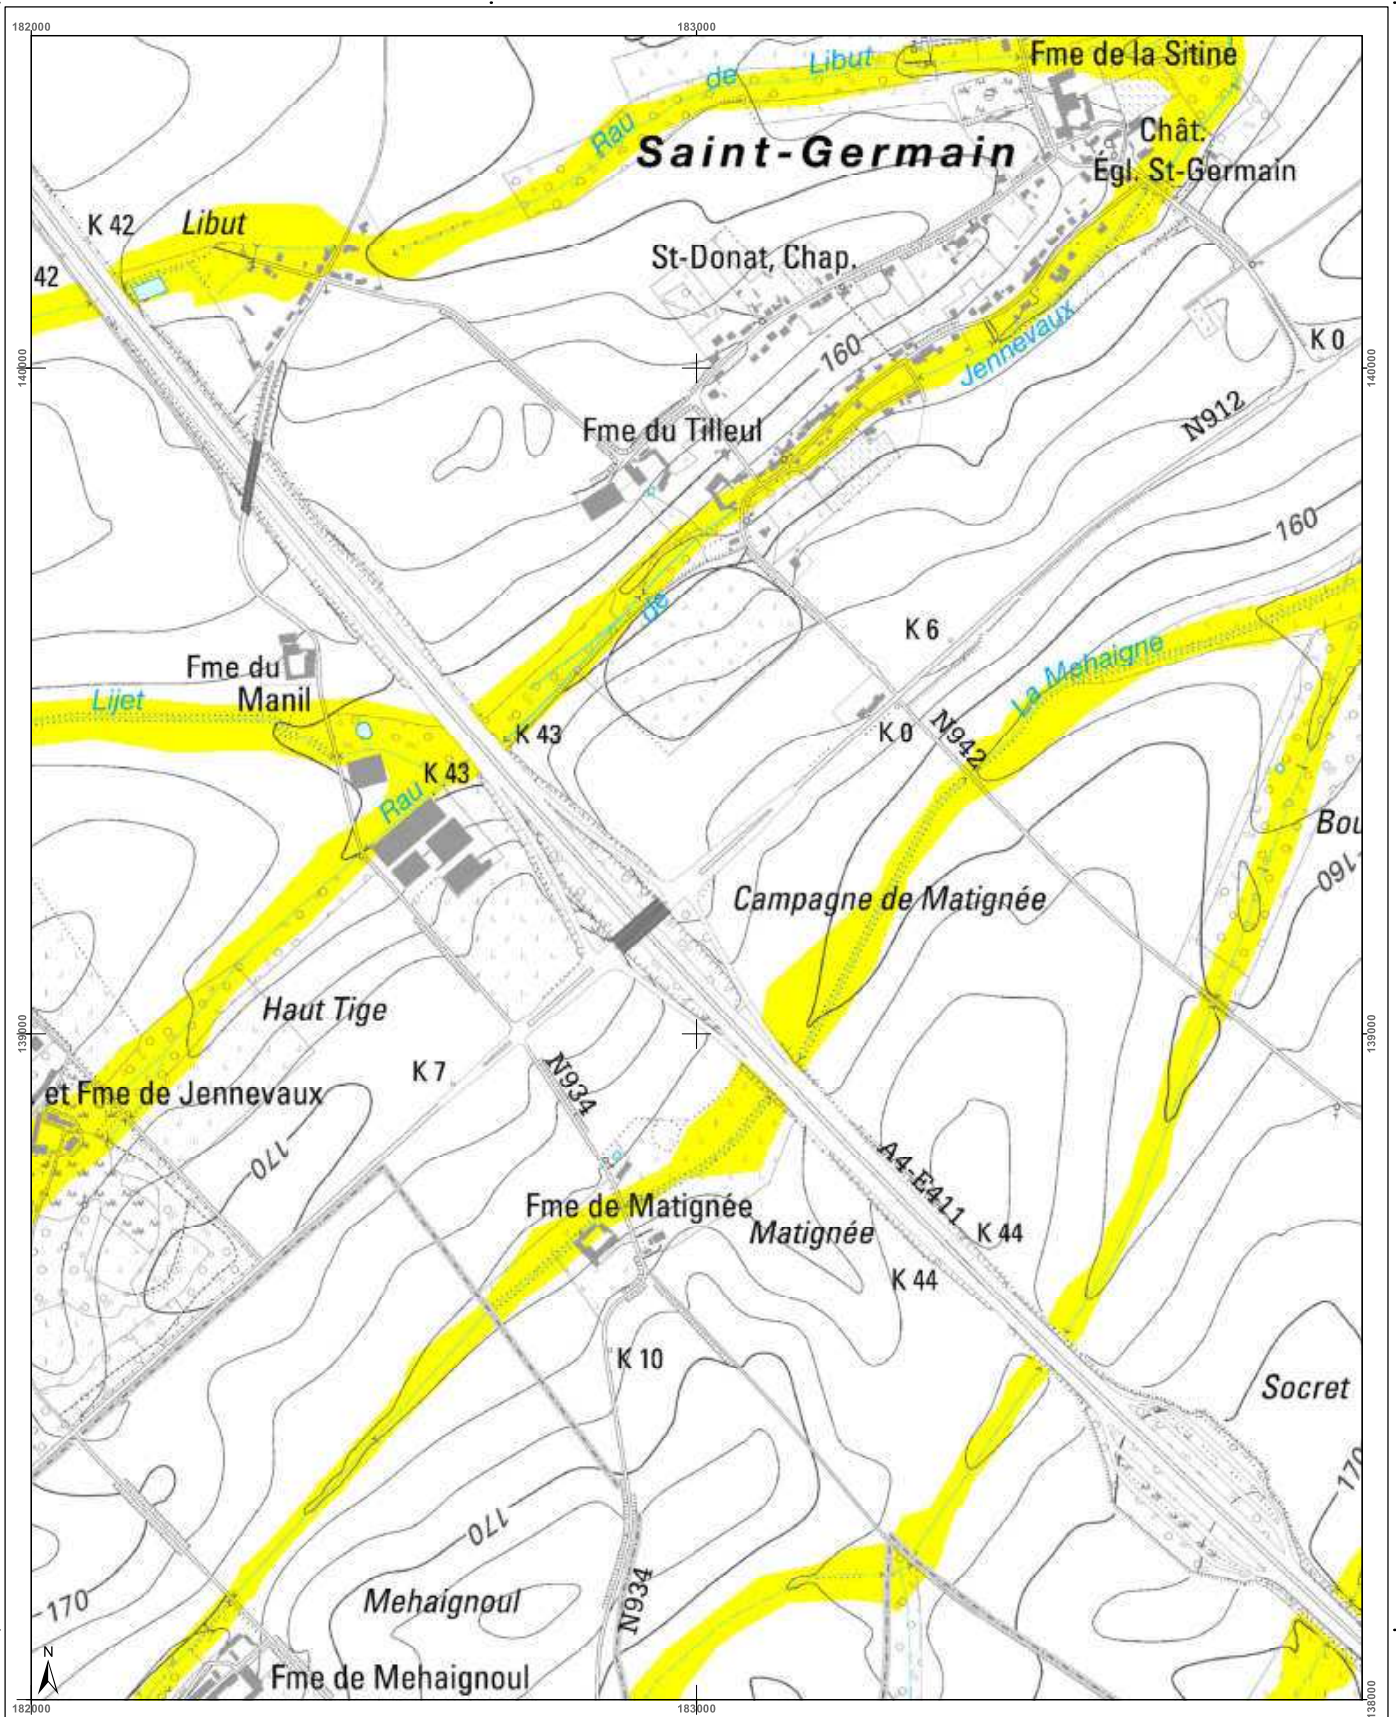 182000
183000
Rau
de
Libut
Fme de la Sitine
Saint-Germain
Chât.
Égl. St-Germain
K 42
Libut
42
St-Donat, Chap.
160
Jennevaux
K 0
140000
140000
N912
Fme du Tilleul
160
de
K 6
La Mehaigne
Fme du
Manil
Lijet
K 43
K 0
N942
K 43
Rau
Bou
160
Campagne de Matignée
Haut Tige
139000
139000
K 7
N934
et Fme de Jennevaux
170
A4-E411
Fme de Matignée
Matignée
K 44
K 44
K 10
Socret
170
170
Mehaignoul
N934
170
N
Fme de Mehaignoul
182000
183000
138000